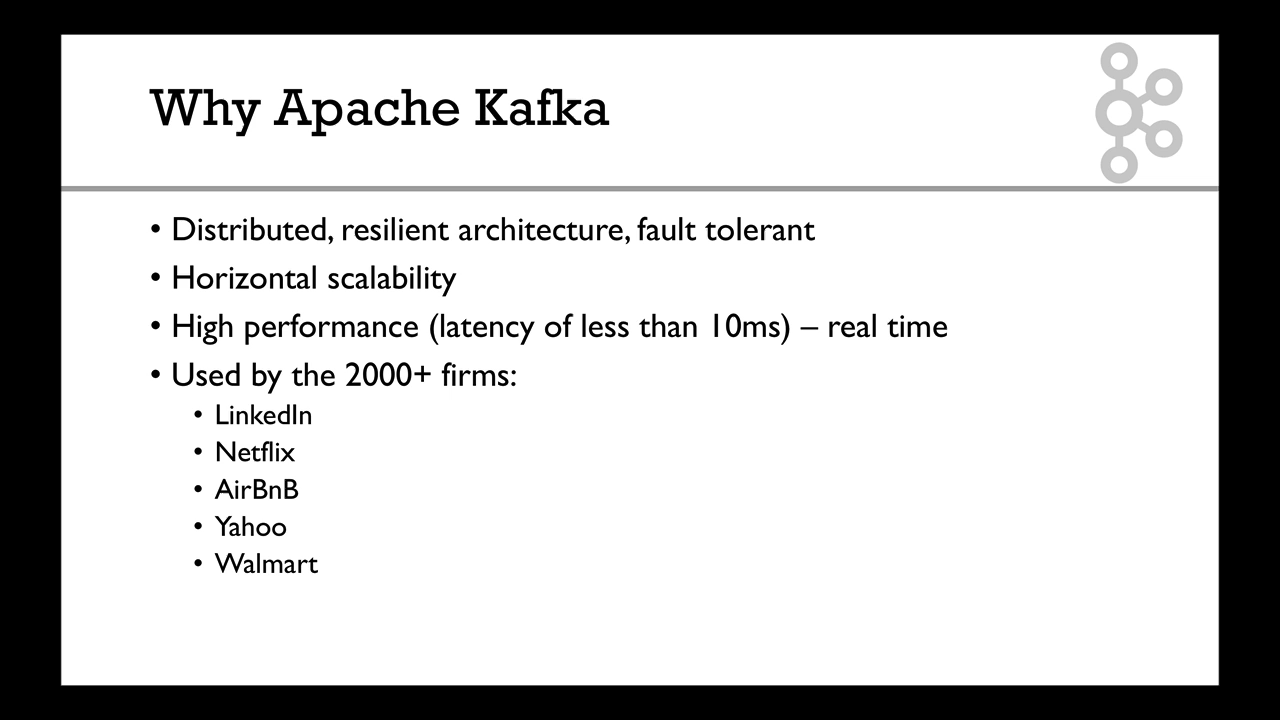 Why Apache Kafka
• Distributed, resilient architecture, fault tolerant
• Horizontal scalability
• High performance (latency of less than 10ms) – real time
• Used by the 2000+ firms:
• LinkedIn
• Netflix
• AirBnB
• Yahoo
• Walmart